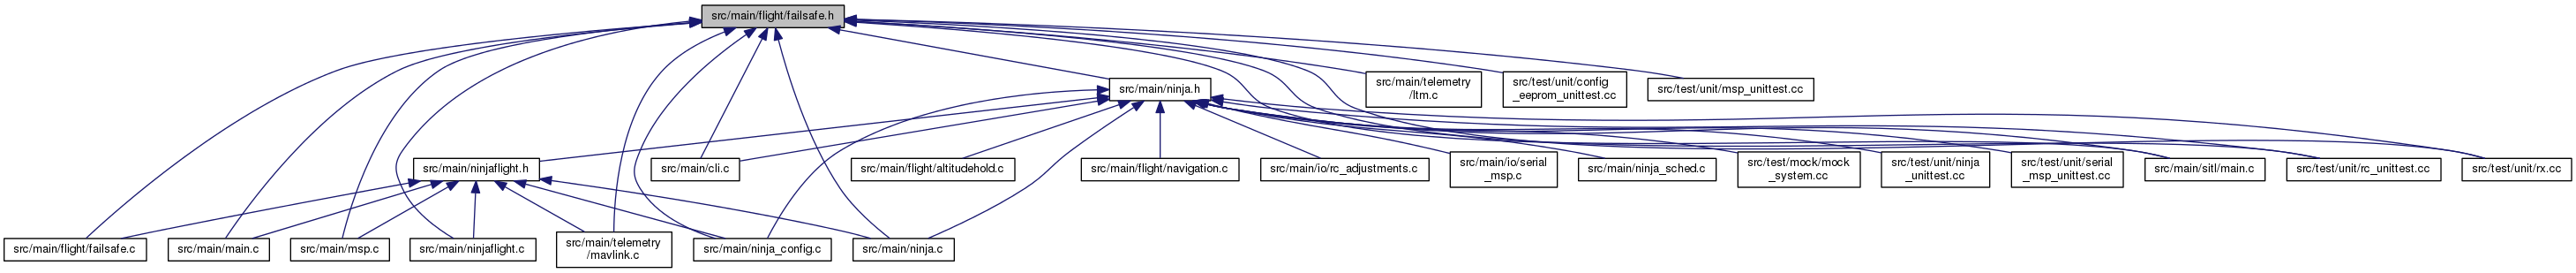 src/main/flight/failsafe.h
src/main/telemetry
/ltm.c
src/test/unit/config
_eeprom_unittest.cc
src/test/unit/msp_unittest.cc
src/main/ninja.h
src/main/ninjaflight.h
src/main/cli.c
src/main/flight/altitudehold.c
src/main/flight/navigation.c
src/main/io/rc_adjustments.c
src/main/io/serial
_msp.c
src/main/ninja_sched.c
src/test/mock/mock
_system.cc
src/test/unit/ninja
_unittest.cc
src/test/unit/serial
_msp_unittest.cc
src/main/sitl/main.c
src/test/unit/rc_unittest.cc
src/test/unit/rx.cc
src/main/flight/failsafe.c
src/main/main.c
src/main/msp.c
src/main/ninjaflight.c
src/main/telemetry
/mavlink.c
src/main/ninja_config.c
src/main/ninja.c